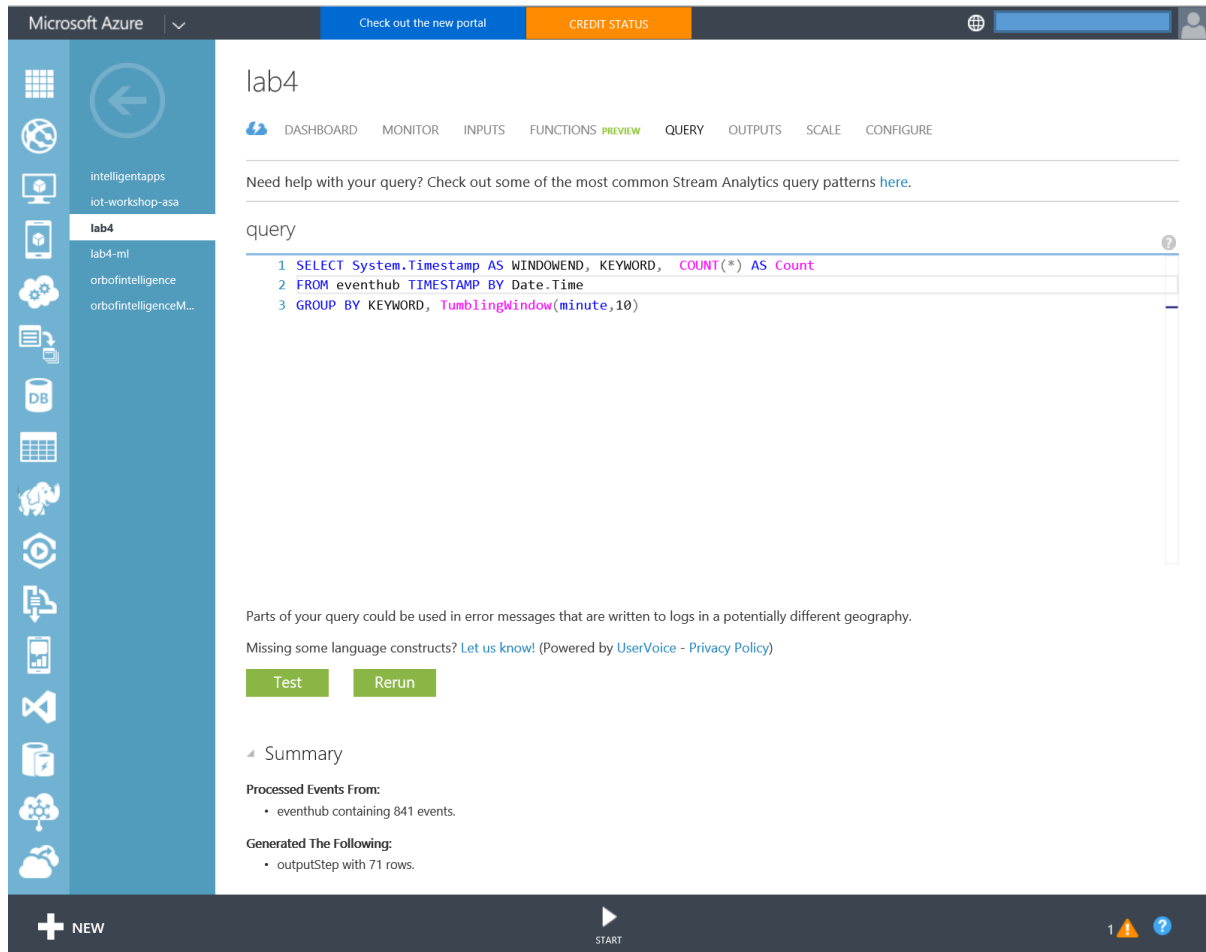 Microsoft Azure
Check out the new portal
CREDIT STATUS
lab4
DASHBOARD MONITOR INPUTS FUNCTIONS PREVIEW QUERY OUTPUTS SCALE CONFIGURE
intelligentapps
iot-workshop-asa
lab4
lab4-ml
orbofintelligence
orbofintelligenceM...
DB
Need help with your query? Check out some of the most common Stream Analytics query patterns here.
query
?
1 SELECT System.Timestamp AS WINDOWEND, KEYWORD,  COUNT(*) AS Count
2 FROM eventhub TIMESTAMP BY Date.Time
3 GROUP BY KEYWORD, TumblingWindow(minute,10)
Parts of your query could be used in error messages that are written to logs in a potentially different geography.
Missing some language constructs? Let us know! (Powered by UserVoice - Privacy Policy)
Test Rerun
Summary
Processed Events From:
• eventhub containing 841 events.
Generated The Following:
• outputStep with 71 rows.
NEW
START
1 ?